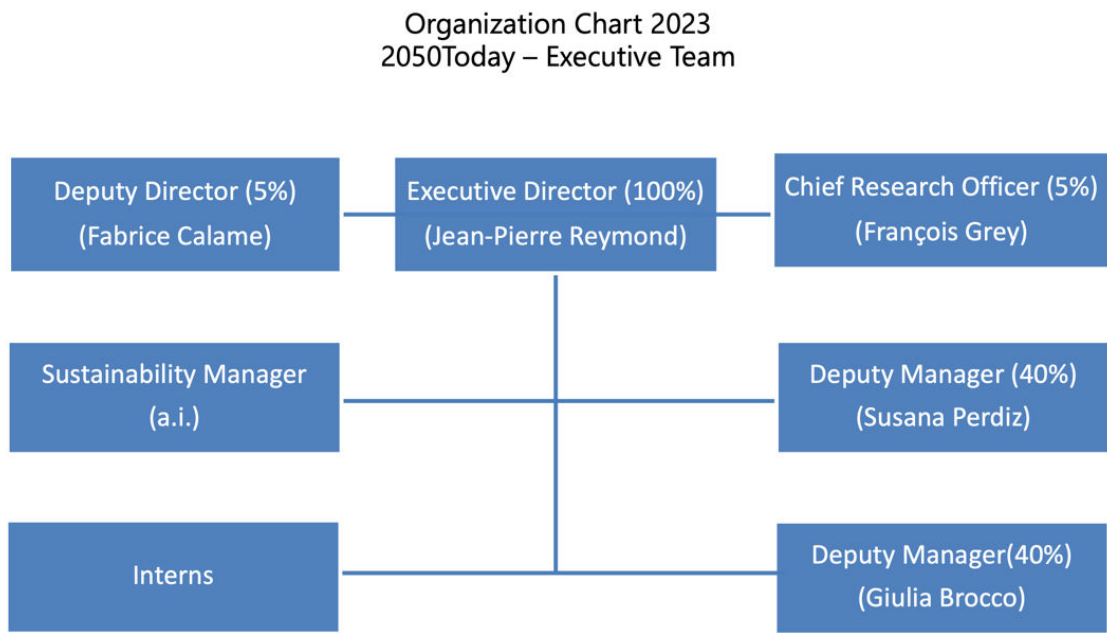 Organization Chart 2023
2050Today – Executive Team
Deputy Director (5%)
(Fabrice Calame)
Executive Director (100%)
(Jean-Pierre Reymond)
Chief Research Officer (5%)
(François Grey)
Sustainability Manager
(a.i.)
Deputy Manager (40%)
(Susana Perdiz)
Interns
Deputy Manager(40%)
(Giulia Brocco)